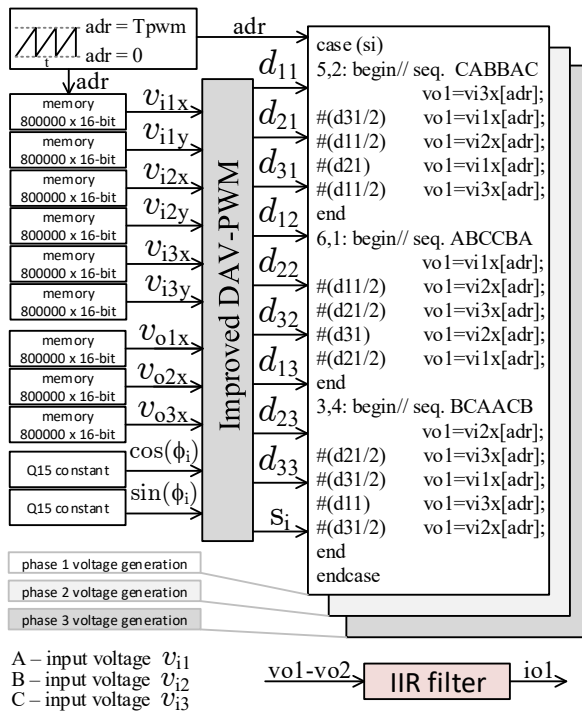 adr = Tpwm
adr = 0
t
adr
adr
memory
800000 x 16-bit
memory
800000 x 16-bit
memory
800000 x 16-bit
memory
800000 x 16-bit
memory
800000 x 16-bit
memory
800000 x 16-bit
memory
800000 x 16-bit
memory
800000 x 16-bit
memory
800000 x 16-bit
Q15 constant
Q15 constant
vi1x
vi1y
vi2x
vi2y
vi3x
vi3y
vo1x
vo2x
vo3x
cos(ϕi)
sin(ϕi)
Improved DAV-PWM
d11
d21
d31
d12
d22
d32
d13
d23
d33
si
case (si)
5,2: begin// seq. CABBAC
vo1=vi3x[adr];
#(d31/2) vo1=vi1x[adr];
#(d11/2) vo1=vi2x[adr];
#(d21) vo1=vi1x[adr];
#(d11/2) vo1=vi3x[adr];
end
6,1: begin// seq. ABCCBA
vo1=vi1x[adr];
#(d11/2) vo1=vi2x[adr];
#(d21/2) vo1=vi3x[adr];
#(d31) vo1=vi2x[adr];
#(d21/2) vo1=vi1x[adr];
end
3,4: begin// seq. BCAACB
vo1=vi2x[adr];
#(d21/2) vo1=vi3x[adr];
#(d31/2) vo1=vi1x[adr];
#(d11) vo1=vi3x[adr];
#(d31/2) vo1=vi2x[adr];
end
endcase
phase 1 voltage generation
phase 2 voltage generation
phase 3 voltage generation
A – input voltage vi1
B – input voltage vi2
C – input voltage vi3
vo1-vo2
IIR filter
io1